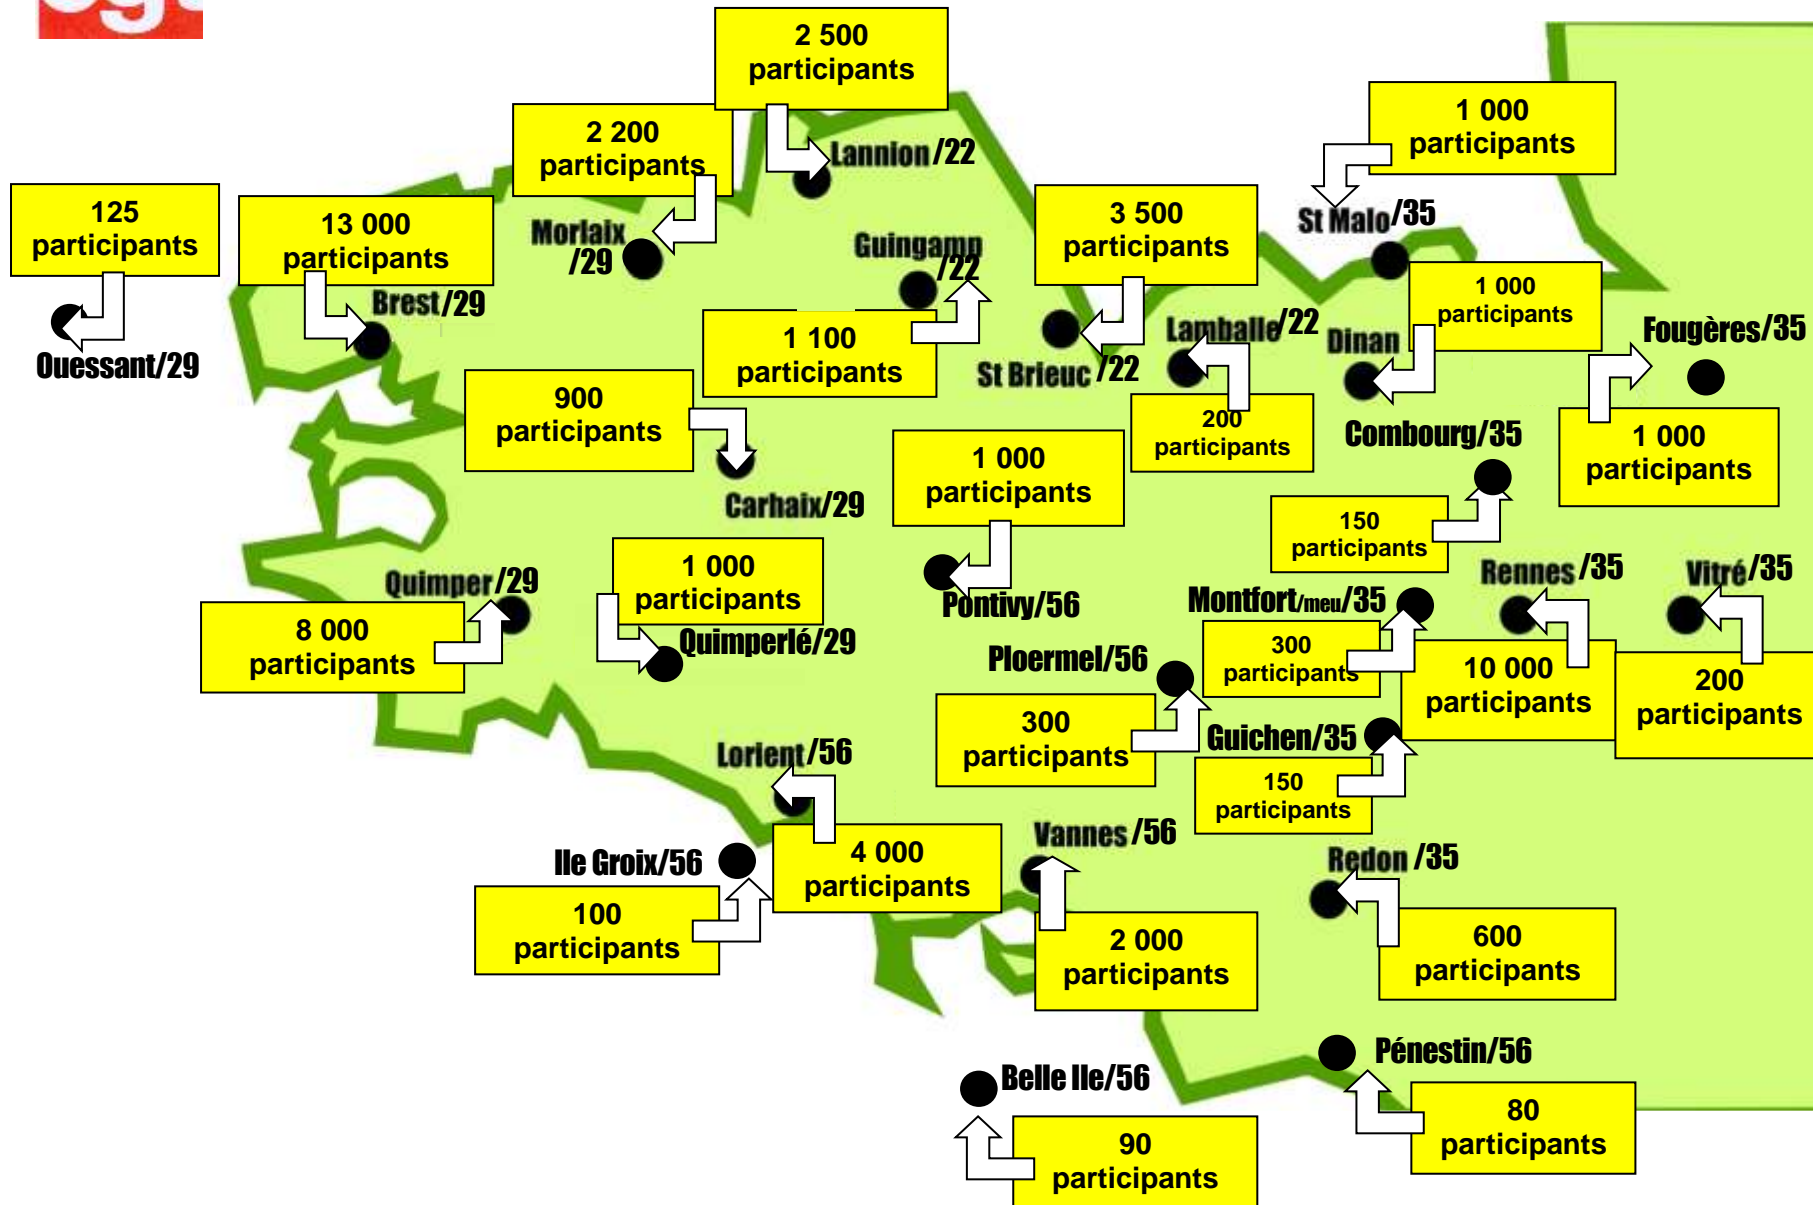 cgt
2 500
participants
1 000
participants
2 200
participants
Lannion /22
125
participants
13 000
participants
3 500
participants
St Malo/35
Morlaix
/29
Guingamp
/22
1 000
participants
Brest/29
Ouessant/29
1 100
participants
St Brieuc /22
Lamballe/22
Dinan
Fougères/35
900
participants
200
participants
Combourg/35
1 000
participants
1 000
participants
Carhaix/29
150
participants
Quimper/29
1 000
participants
Pontivy/56
Montfort/meu/35
Rennes /35
Vitré/35
8 000
participants
Quimperlé/29
Ploermel/56
300
participants
10 000
participants
200
participants
300
participants
Guichen/35
Lorient/56
150
participants
Ile Groix/56
4 000
participants
Vannes /56
Redon /35
100
participants
2 000
participants
600
participants
Pénestin/56
Belle Ile/56
80
participants
90
participants